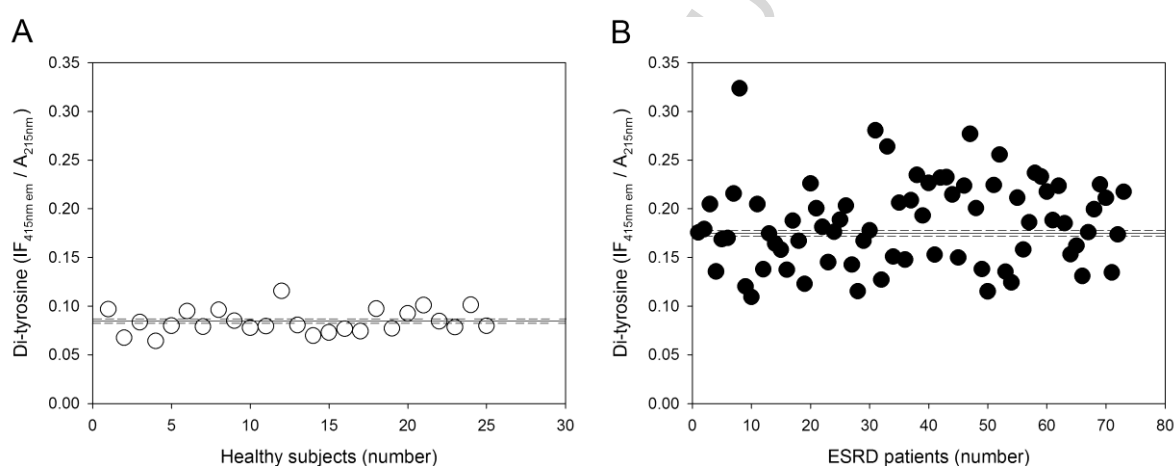 A
Di-tyrosine (IF415nm em / A215nm)
0.35
0.30
0.25
0.20
0.15
0.10
0.05
0.00
0 5 10 15 20 25 30
Healthy subjects (number)
B
Di-tyrosine (IF415nm em / A215nm)
0.35
0.30
0.25
0.20
0.15
0.10
0.05
0.00
0 10 20 30 40 50 60 70 80
ESRD patients (number)